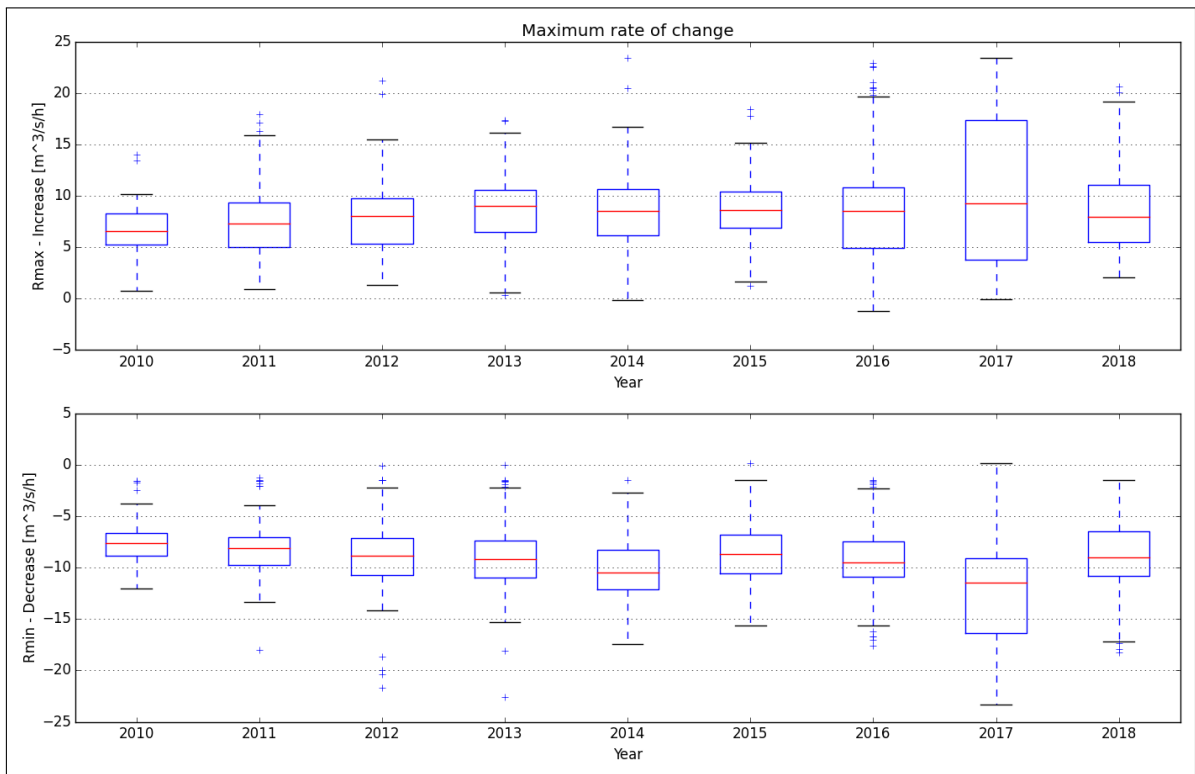 Maximum rate of change
Rmax - Increase [m^3/s/h]
25
20
15
10
5
0
−5
2010 2011 2012 2013 2014 2015 2016 2017 2018
Year
Rmin - Decrease [m^3/s/h]
5
0
−5
−10
−15
−20
−25
2010 2011 2012 2013 2014 2015 2016 2017 2018
Year